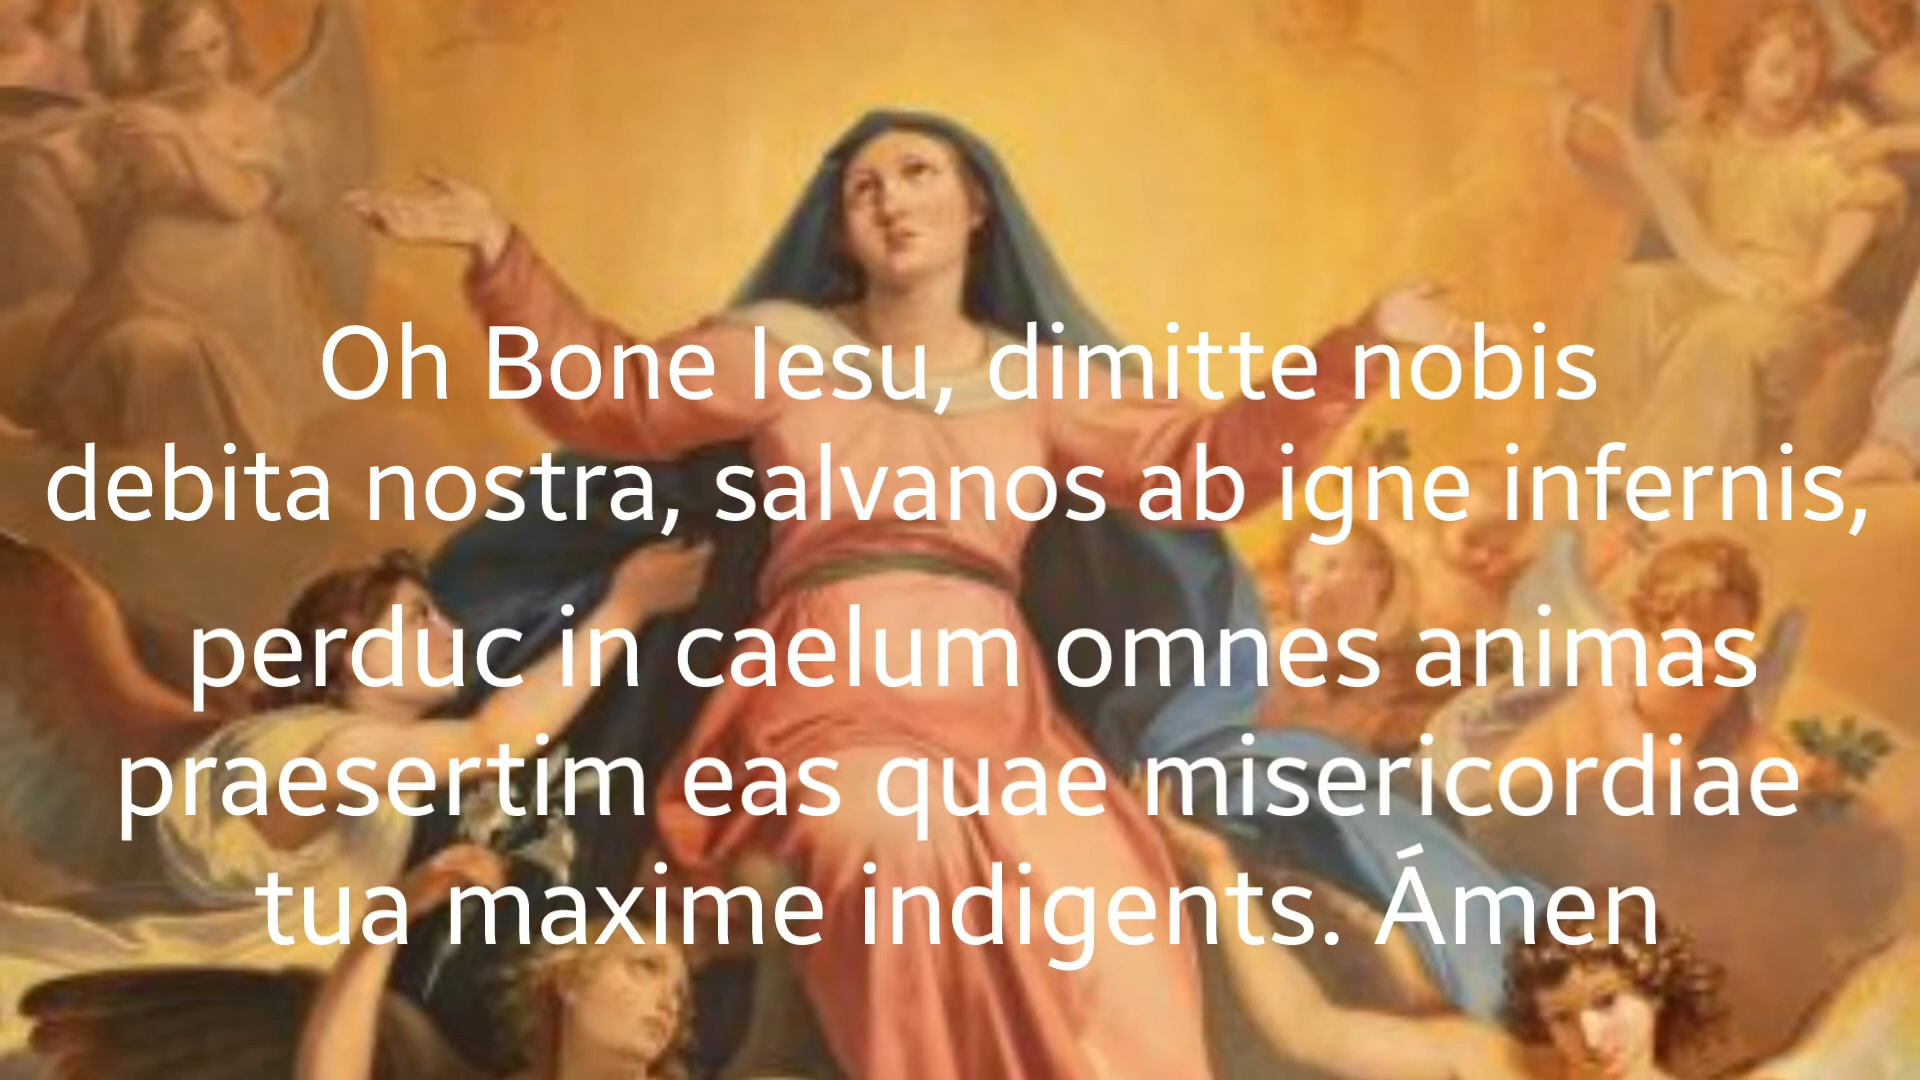 Oh Bone Iesu, dimitte nobis
debita nostra, salvanos ab igne infernis,
perduc in caelum omnes animas
praesertim eas quae misericordiae
tua maxime indigents. Ámen